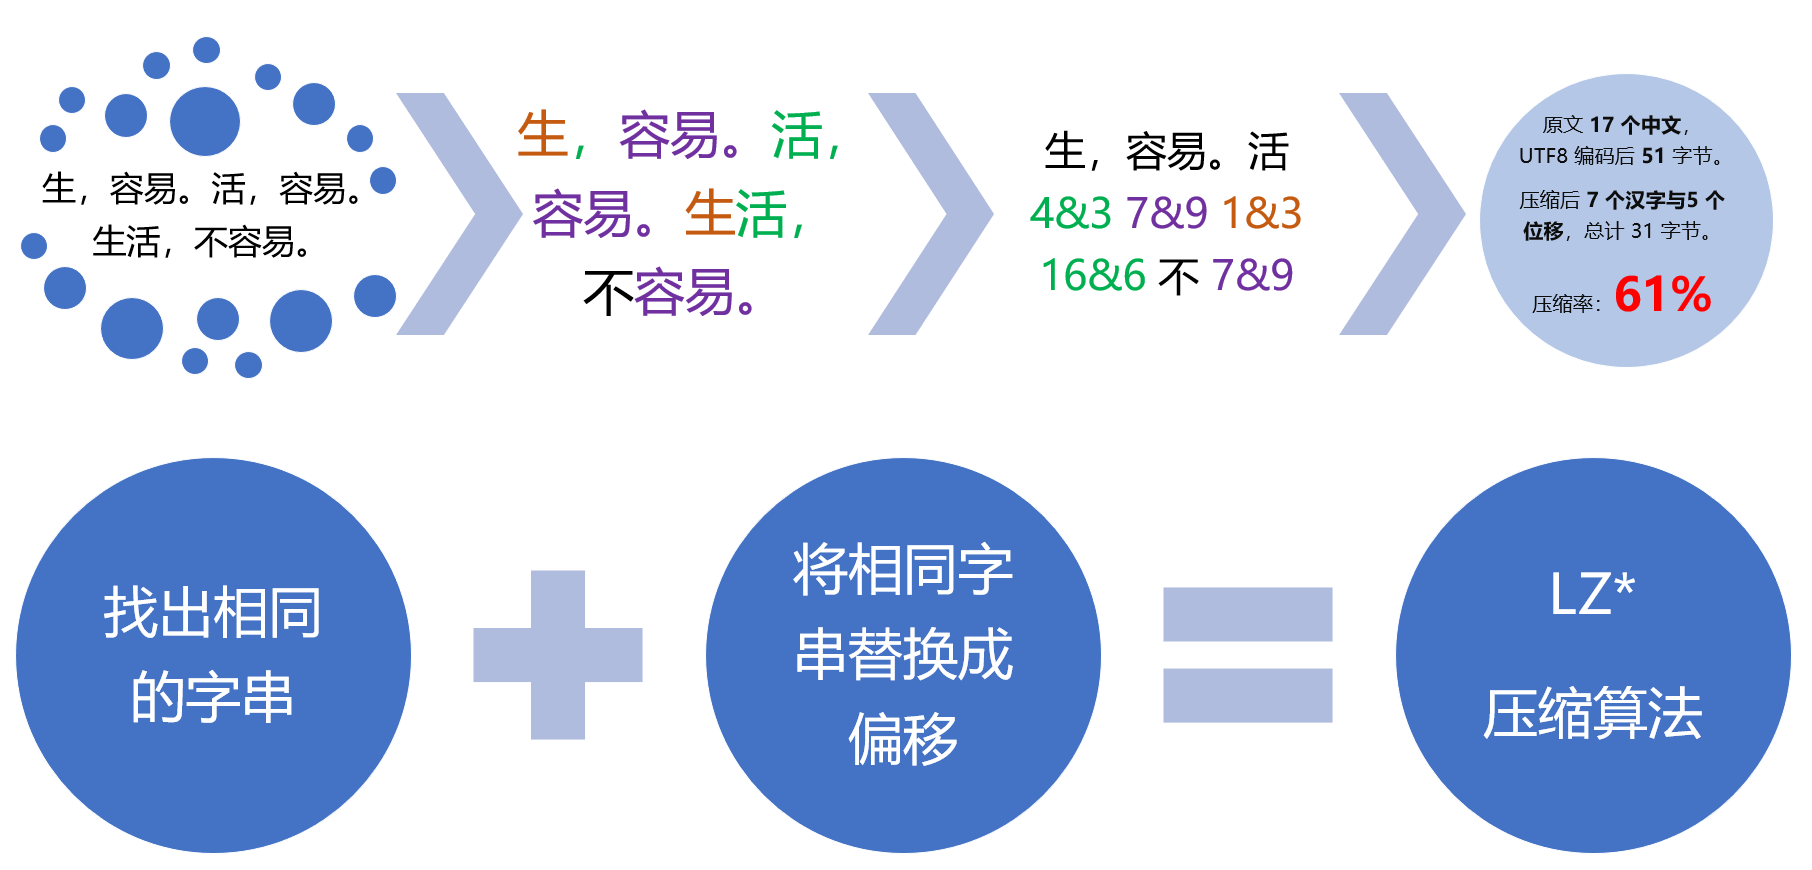 生，容易。活，容易。
生活，不容易。
生，容易。活，
容易。生活，
不容易。
生，容易。活
4&3 7&9 1&3
16&6 不 7&9
原文 17 个中文，
UTF8 编码后 51 字节。
压缩后 7 个汉字与5 个
位移，总计 31 字节。
压缩率：61%
找出相同
的字串
将相同字
串替换成
偏移
LZ*
压缩算法